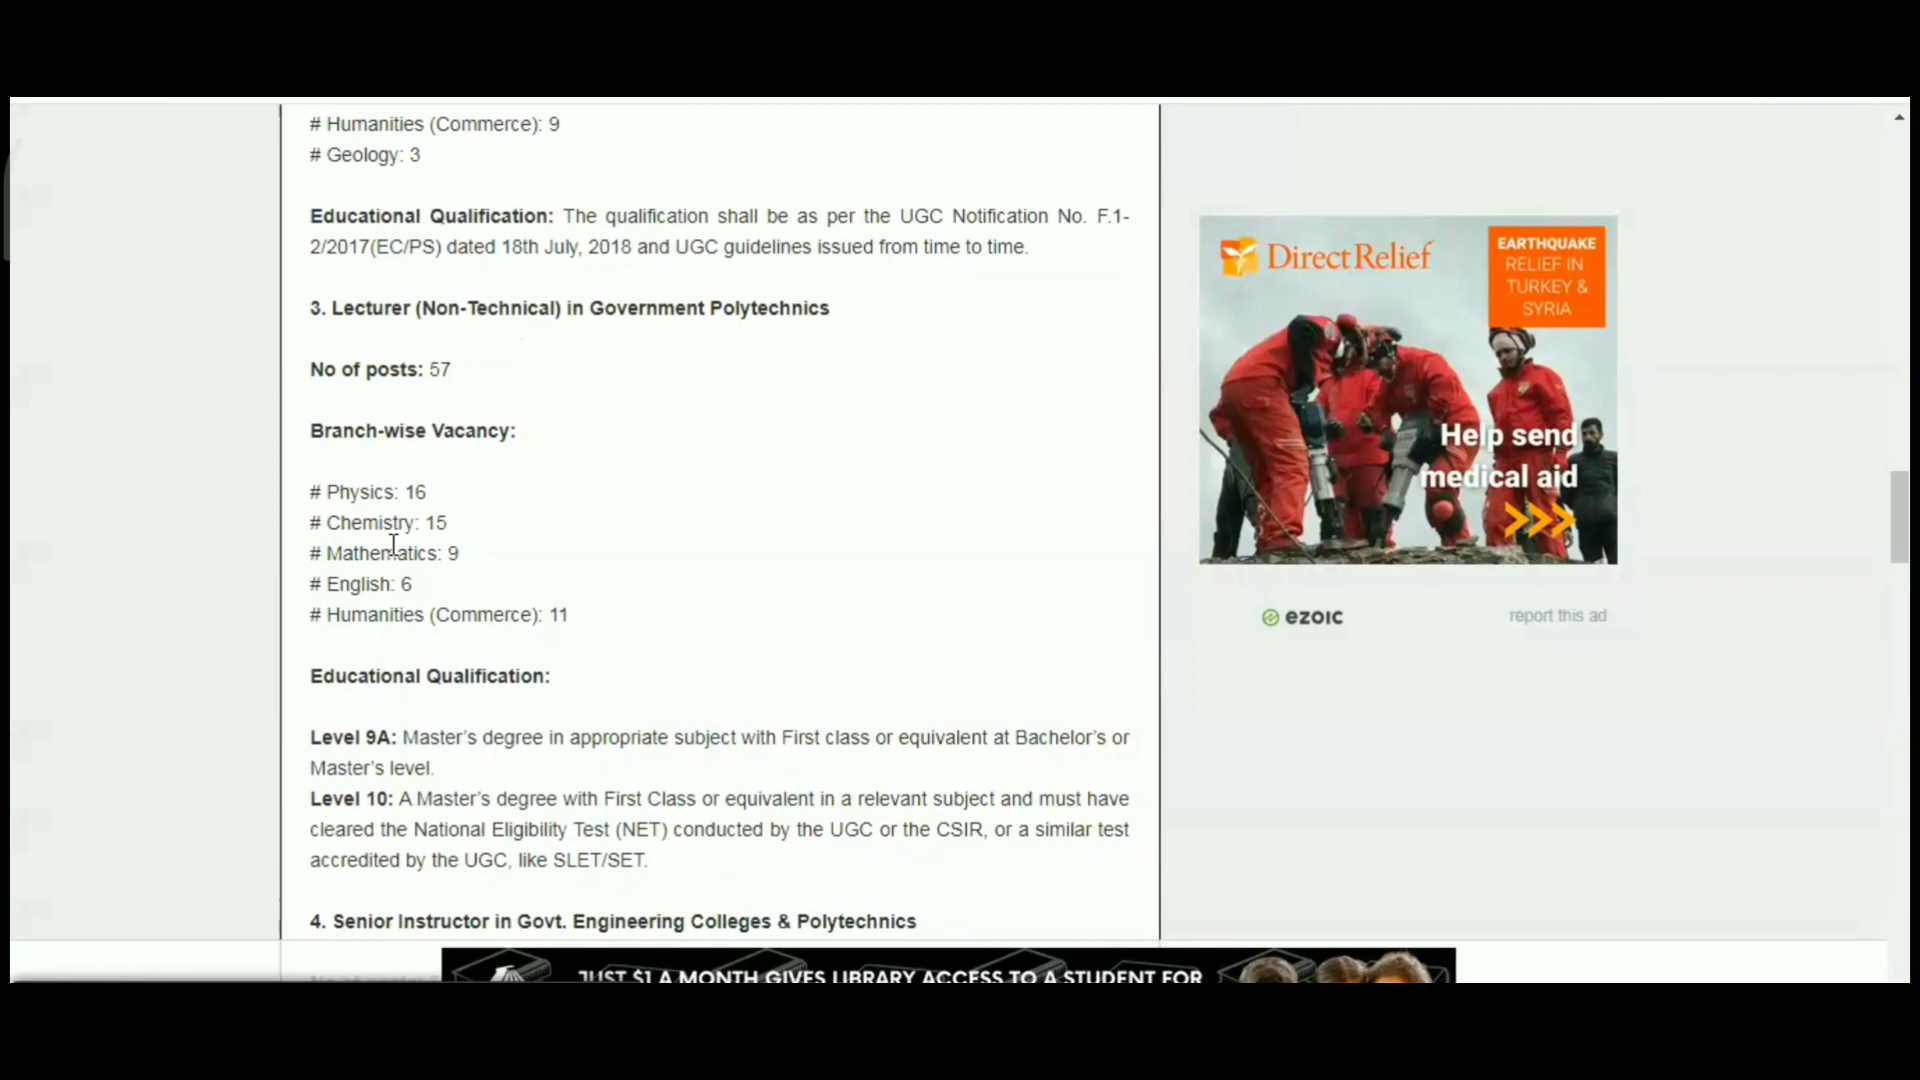 # Humanities (Commerce): 9
# Geology: 3
Educational Qualification: The qualification shall be as per the UGC Notification No. F.1-
2/2017(EC/PS) dated 18th July, 2018 and UGC guidelines issued from time to time.
3. Lecturer (Non-Technical) in Government Polytechnics
No of posts: 57
Branch-wise Vacancy:
# Physics: 16
# Chemistry: 15
# Mathematics: 9
# English: 6
# Humanities (Commerce): 11
Educational Qualification:
Level 9A: Master’s degree in appropriate subject with First class or equivalent at Bachelor’s or
Master’s level.
Level 10: A Master’s degree with First Class or equivalent in a relevant subject and must have
cleared the National Eligibility Test (NET) conducted by the UGC or the CSIR, or a similar test
accredited by the UGC, like SLET/SET.
4. Senior Instructor in Govt. Engineering Colleges & Polytechnics
DirectRelief
EARTHQUAKE
RELIEF IN
TURKEY &
SYRIA
Help send
medical aid
ezoic
report this ad
JUST $1 A MONTH GIVES LIBRARY ACCESS TO A STUDENT FOR